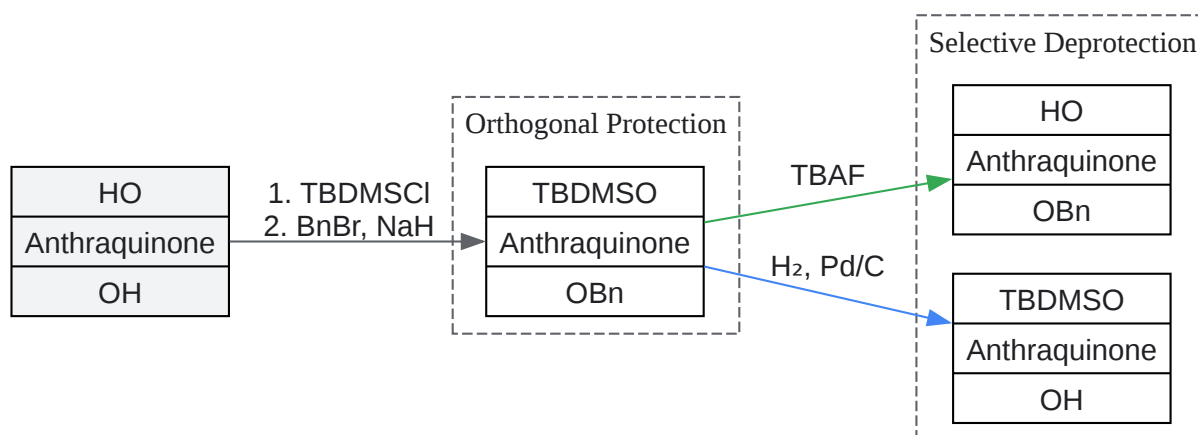 HO
Anthraquinone
OH
1. TBDMSCl
2. BnBr, NaH
Orthogonal Protection
TBDMSO
Anthraquinone
OBn
TBAF
H₂, Pd/C
Selective Deprotection
HO
Anthraquinone
OBn
TBDMSO
Anthraquinone
OH